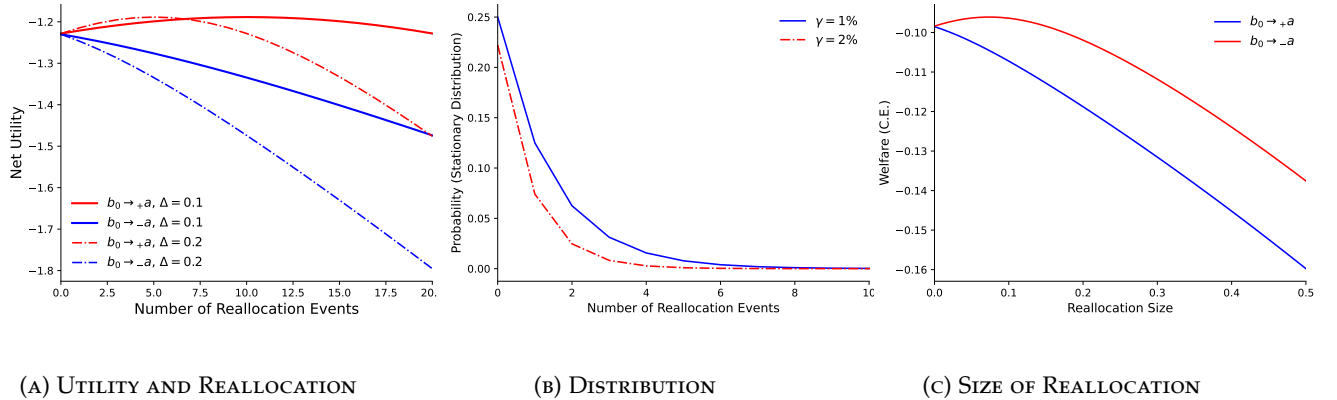 −1.2
−1.3
−1.4
−1.5
−1.6
−1.7
−1.8
Net Utility
b₀ → ₊a, Δ = 0.1
b₀ → ₋a, Δ = 0.1
b₀ → ₊a, Δ = 0.2
b₀ → ₋a, Δ = 0.2
0.0 2.5 5.0 7.5 10.0 12.5 15.0 17.5 20.
Number of Reallocation Events
0.25
0.20
0.15
0.10
0.05
0.00
Probability (Stationary Distribution)
γ = 1%
γ = 2%
0 2 4 6 8 10
Number of Reallocation Events
−0.10
−0.11
−0.12
−0.13
−0.14
−0.15
−0.16
Welfare (C.E.)
b₀ → ₊a
b₀ → ₋a
0.0 0.1 0.2 0.3 0.4 0.5
Reallocation Size
(A) Utility and Reallocation
(B) Distribution
(C) Size of Reallocation